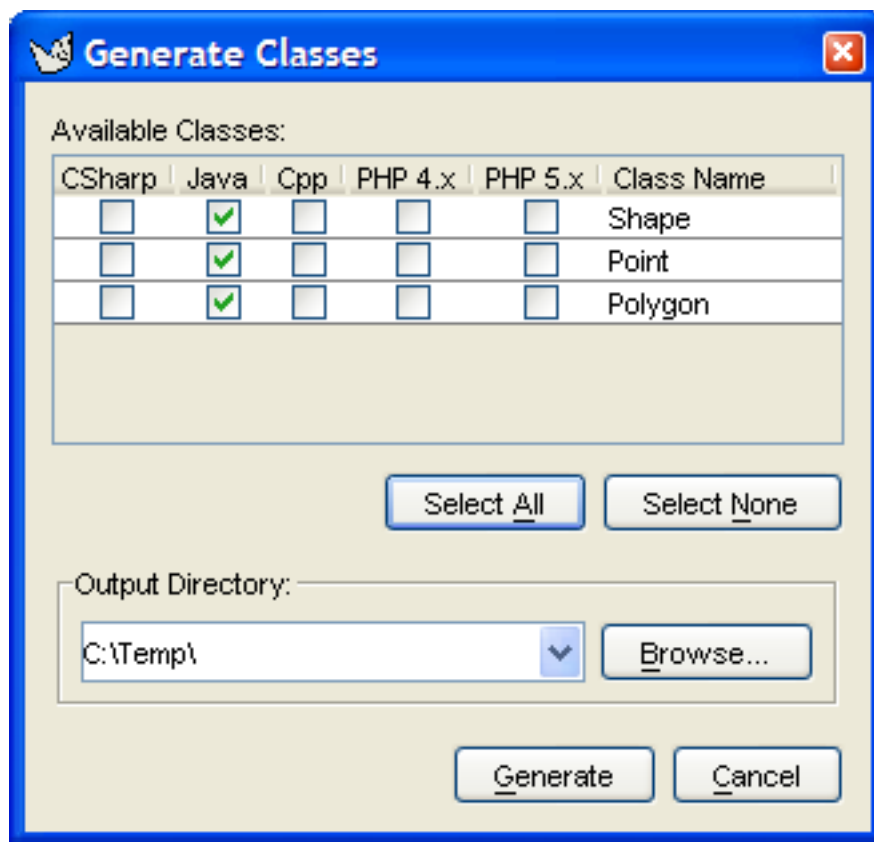 Generate Classes
Available Classes:
CSharp Java Cpp PHP 4.x PHP 5.x Class Name
Shape
Point
Polygon
Select All Select None
Output Directory:
C:\Temp\ Browse...
Generate Cancel